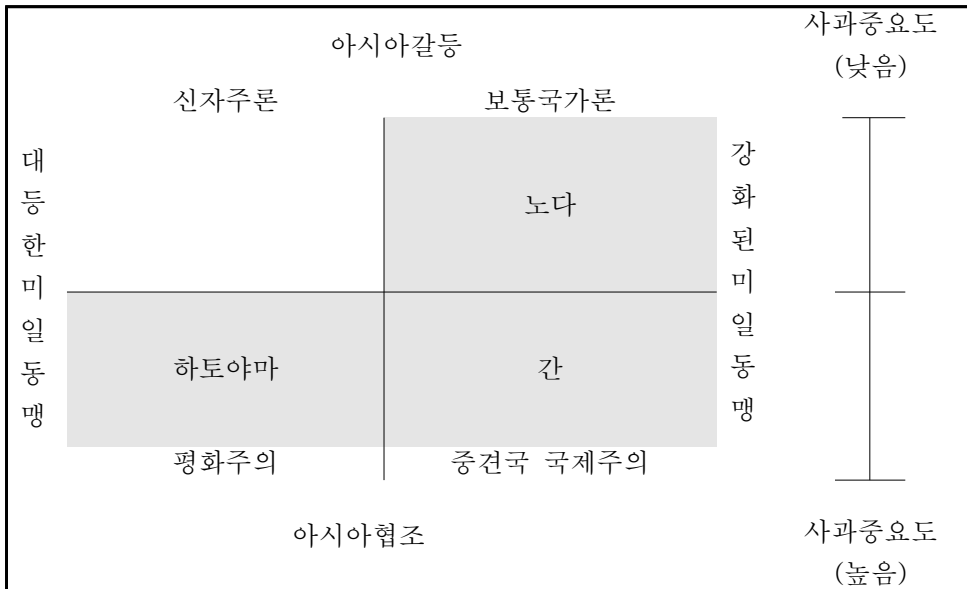 아시아갈등
사과중요도
(낮음)
신자주론
보통국가론
대등한미일동맹
강화된미일동맹
노다
하토야마
간
평화주의
중견국 국제주의
아시아협조
사과중요도
(높음)